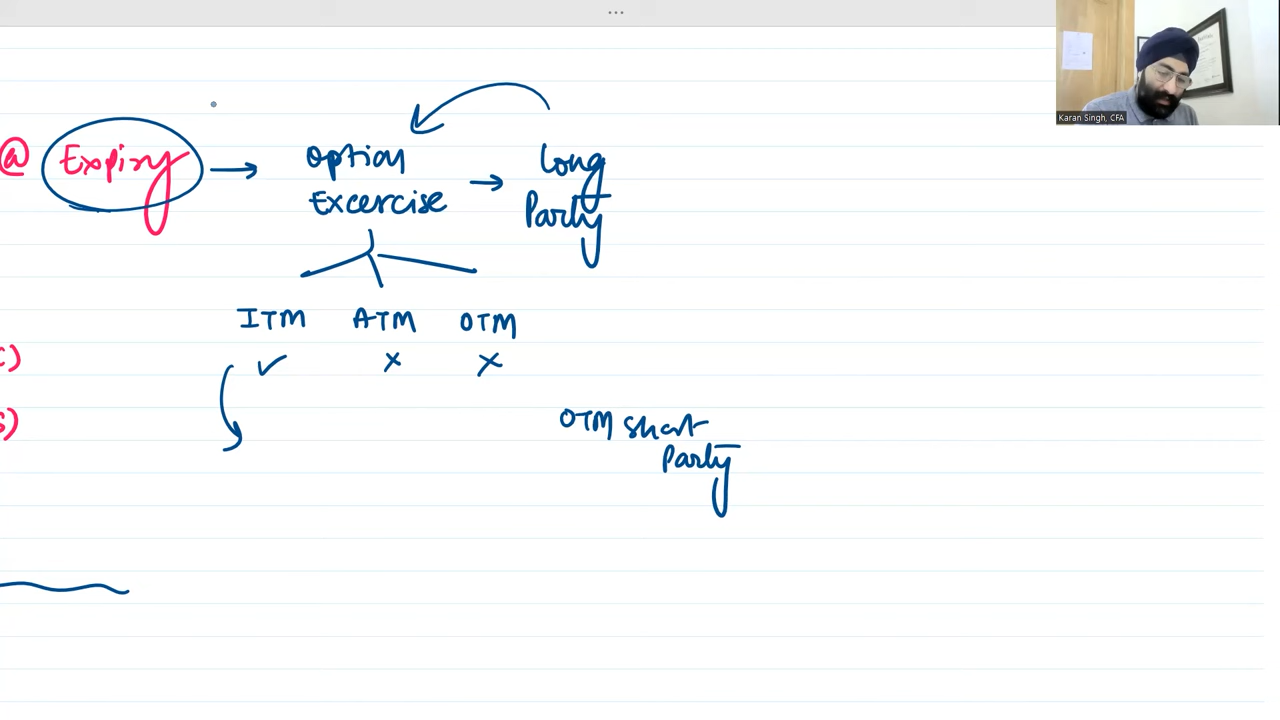 Karan Singh, CFA
@ Expiry → Option → Long
Excercise Party
ITM ATM OTM
✓ × ×
C)
S)
OTM Short
Party